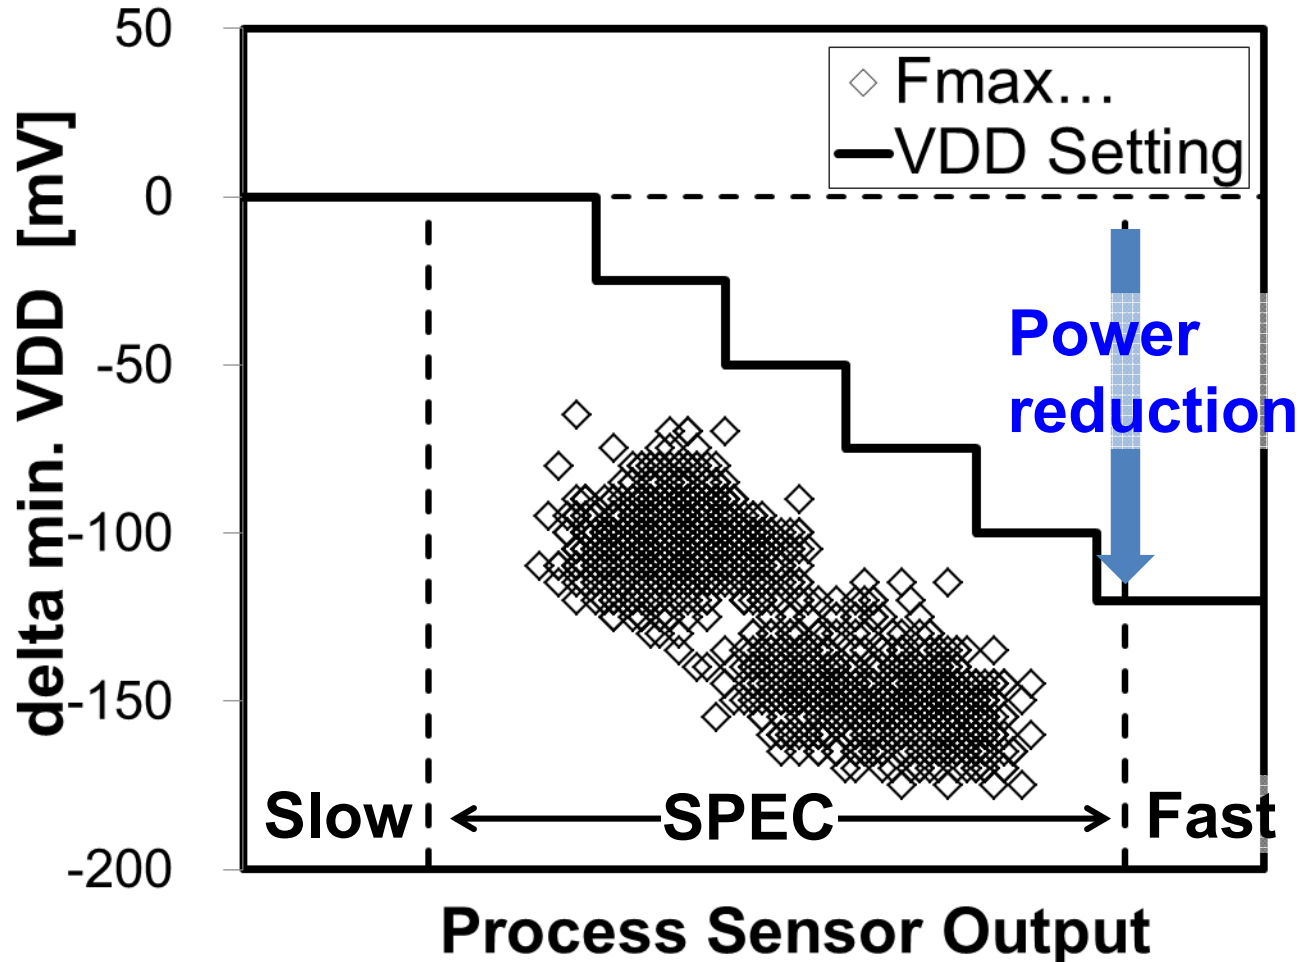 50
0
-50
-100
-150
-200
delta min. VDD [mV]
Fmax…
VDD Setting
Power
reduction
Slow
SPEC
Fast
Process Sensor Output